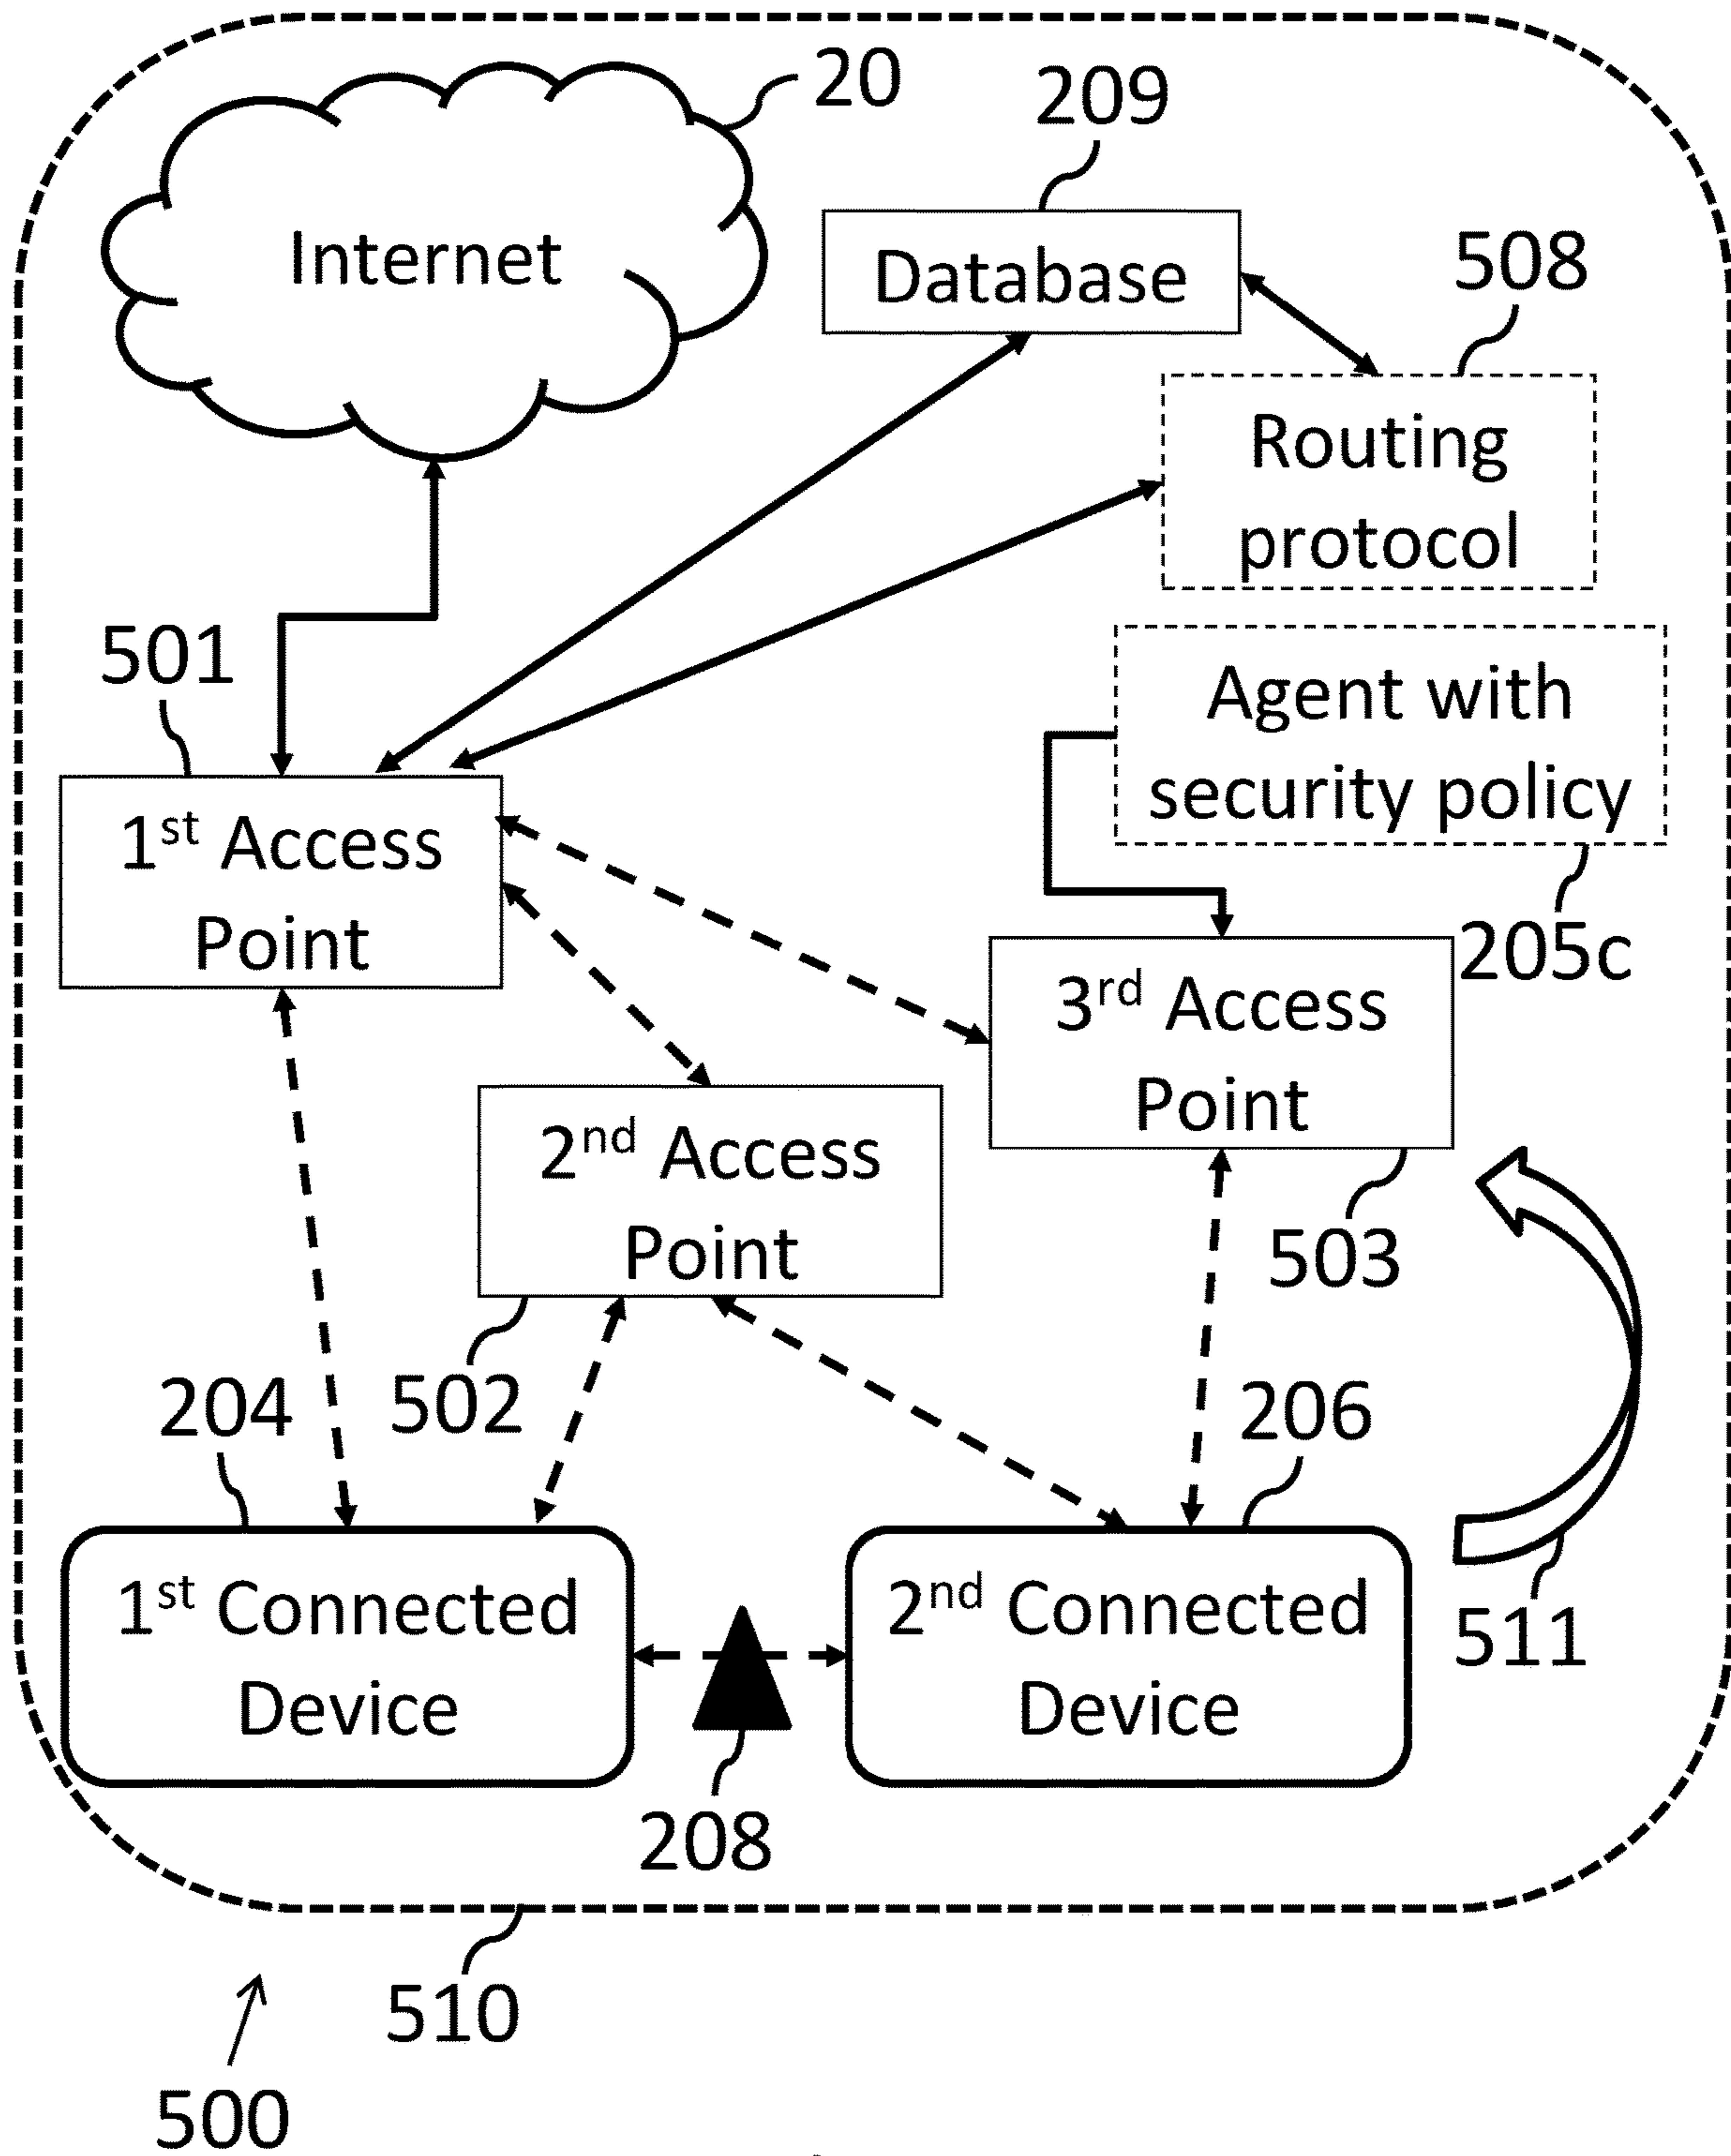 20
209
Internet
Database
508
Routing
protocol
501
Agent with
security policy
1st Access
Point
205c
3rd Access
Point
2nd Access
Point
503
502
204
206
1st Connected
Device
2nd Connected
Device
511
208
510
500